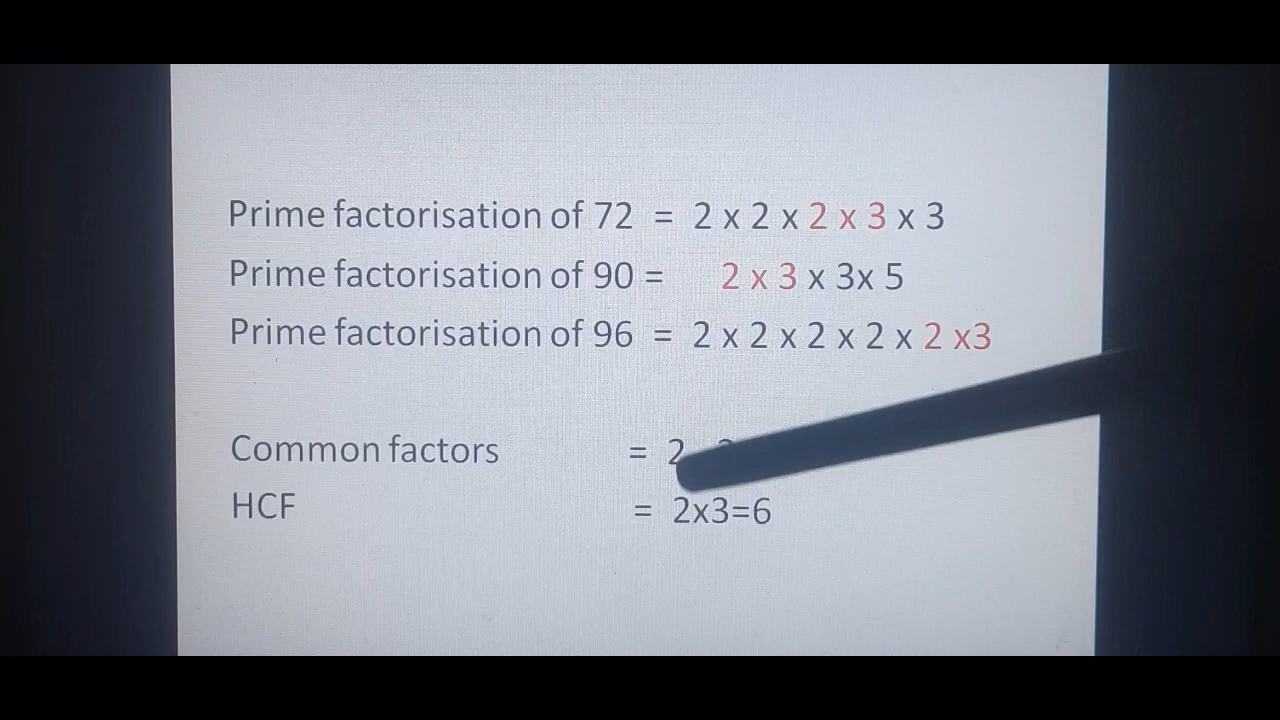 Prime factorisation of 72 = 2 x 2 x 2 x 3 x 3
Prime factorisation of 90 = 2 x 3 x 3x 5
Prime factorisation of 96 = 2 x 2 x 2 x 2 x 2 x3
Common factors = 2
HCF = 2x3=6